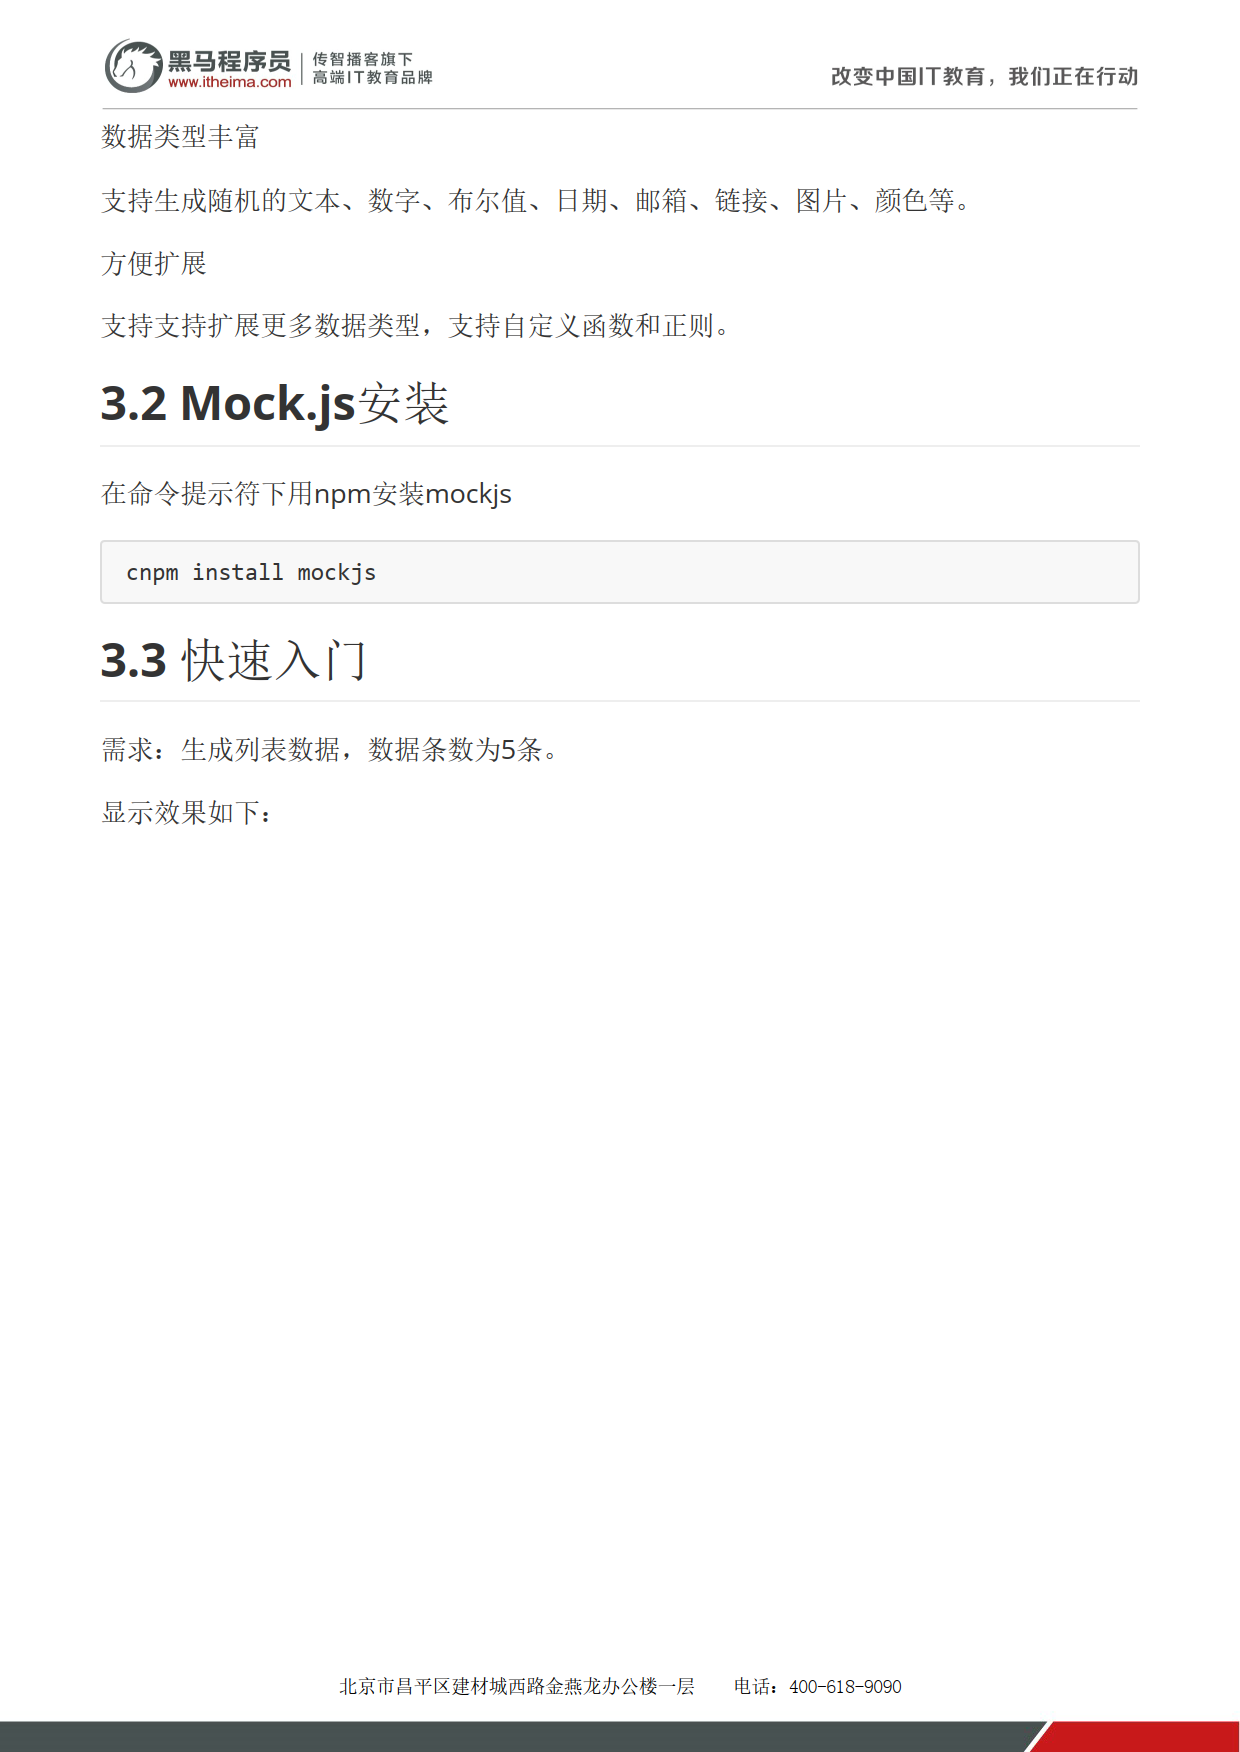 黑马程序员
www.itheima.com
传智播客旗下
高端IT教育品牌
改变中国IT教育，我们正在行动
数据类型丰富
支持生成随机的文本、数字、布尔值、日期、邮箱、链接、图片、颜色等。
方便扩展
支持支持扩展更多数据类型，支持自定义函数和正则。
3.2 Mock.js安装
在命令提示符下用npm安装mockjs
cnpm install mockjs
3.3 快速入门
需求：生成列表数据，数据条数为5条。
显示效果如下：
北京市昌平区建材城西路金燕龙办公楼一层 电话：400-618-9090